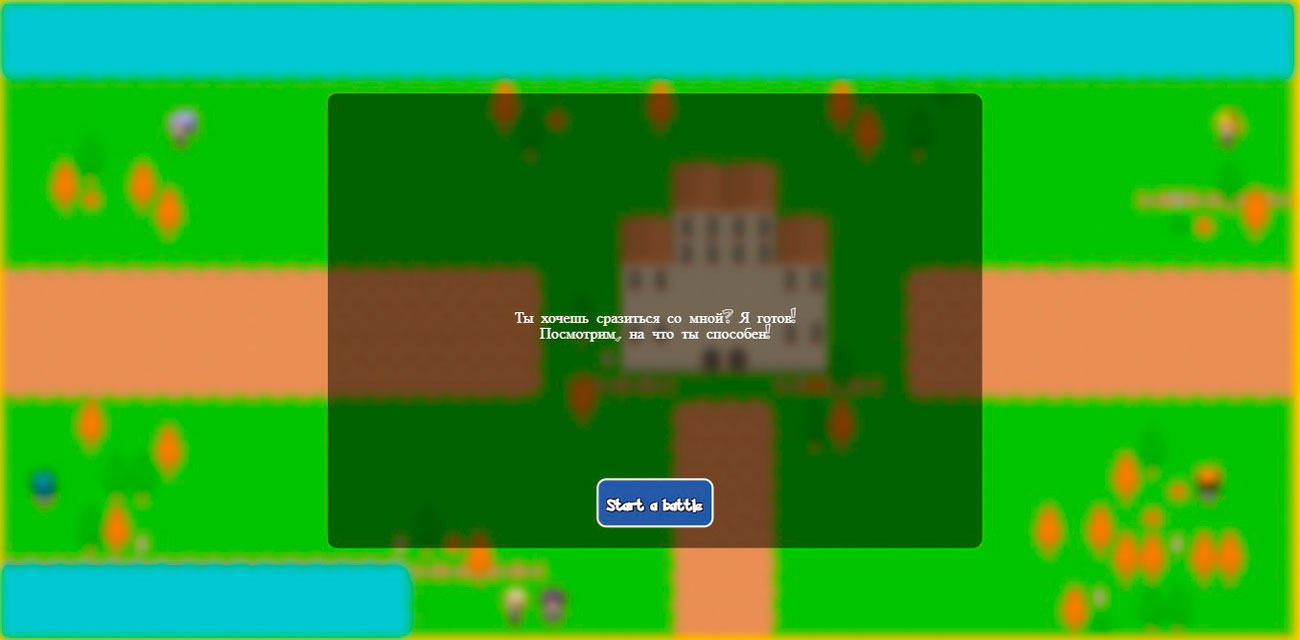 Ты хочешь сразиться со мной? Я готов!
Посмотрим, на что ты способен!
Start a battle